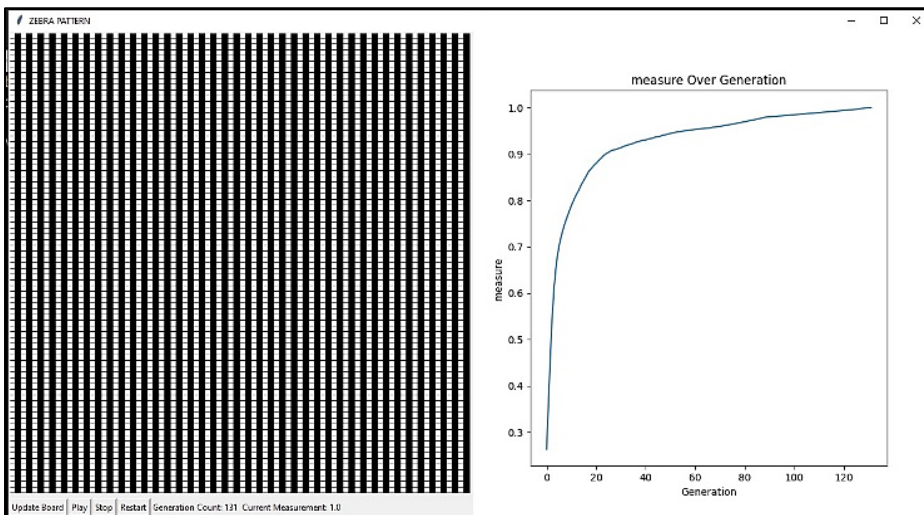 ZEBRA PATTERN
measure Over Generation
1.0
0.9
0.8
0.7
0.6
0.5
0.4
0.3
measure
0 20 40 60 80 100 120
Generation
Update Board Play Stop Restart Generation Count: 131 Current Measurement: 1.0